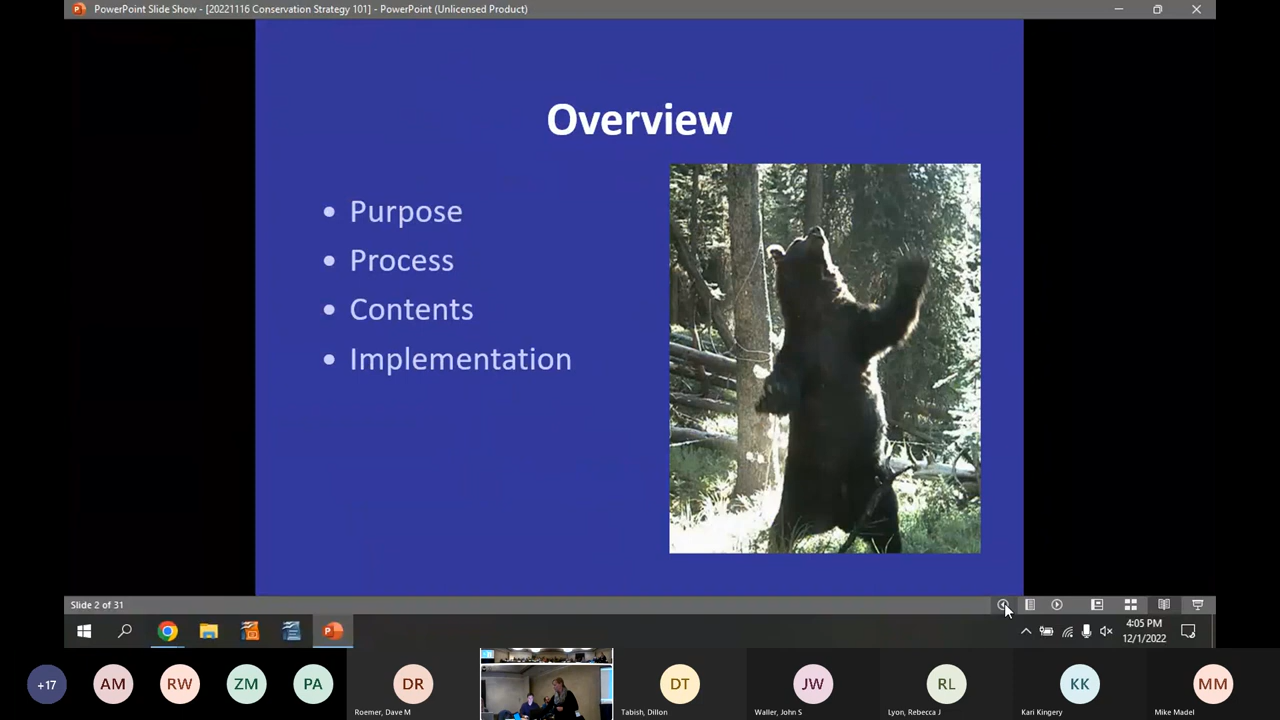 PowerPoint Slide Show - [20221116 Conservation Strategy 101] - PowerPoint (Unlicensed Product)
Overview
• Purpose
• Process
• Contents
• Implementation
Slide 2 of 31
4:05 PM
12/1/2022
+17
AM
RW
ZM
PA
DR
DT
JW
RL
KK
MM
Roemer, Dave M
Tabish, Dillon
Waller, John S
Lyon, Rebecca J
Kari Kingery
Mike Madel